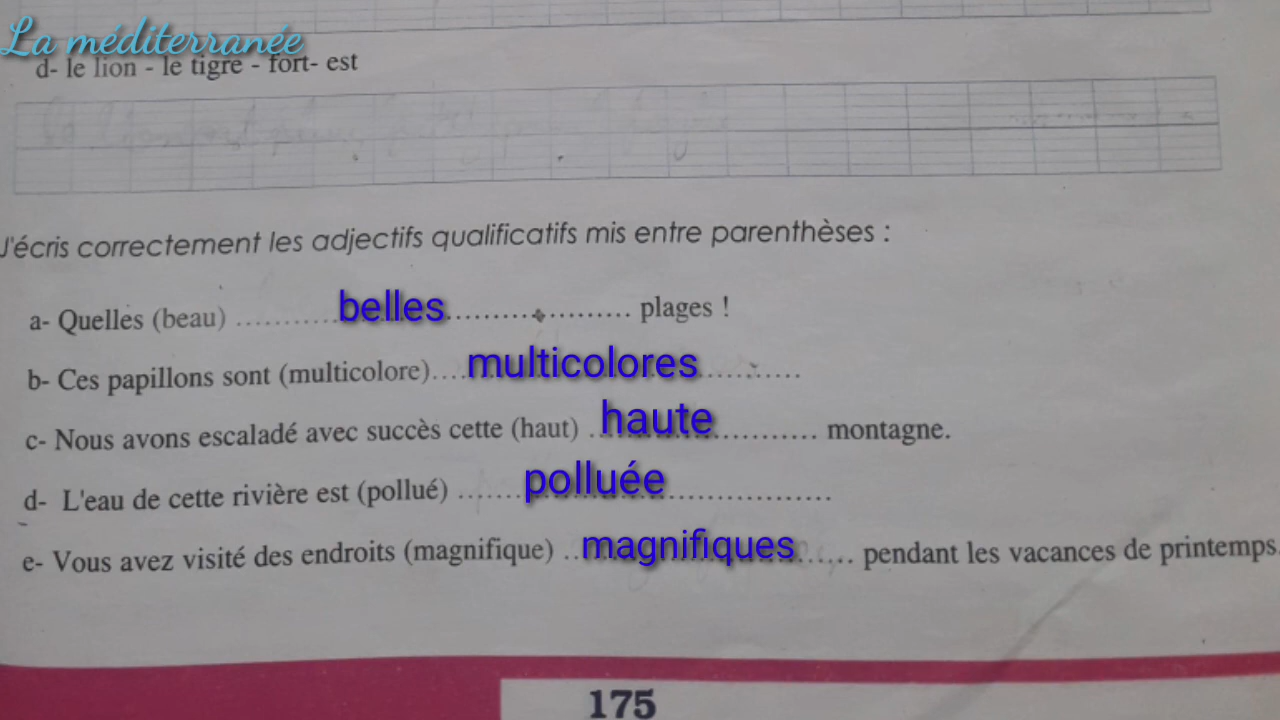 La méditerranée
d- le lion - le tigre - fort- est
J'écris correctement les adjectifs qualificatifs mis entre parenthèses :
a- Quelles (beau) ..........belles................... plages !
b- Ces papillons sont (multicolore)....multicolores..........
c- Nous avons escaladé avec succès cette (haut) .haute........... montagne.
d- L'eau de cette rivière est (pollué) .......polluée.................
e- Vous avez visité des endroits (magnifique) ..magnifiques...... pendant les vacances de printemps.
175